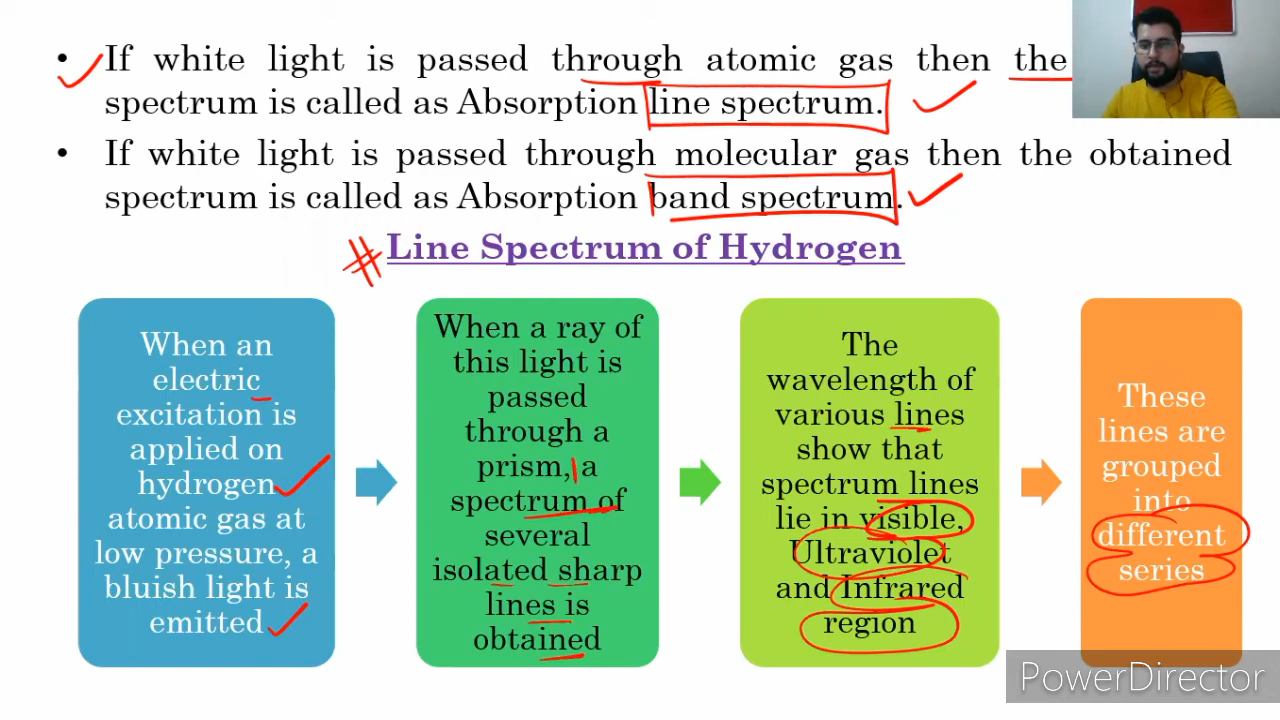 • If white light is passed through atomic gas then the
spectrum is called as Absorption line spectrum.
• If white light is passed through molecular gas then the obtained
spectrum is called as Absorption band spectrum.
# Line Spectrum of Hydrogen
When an
electric
excitation is
applied on
hydrogen
atomic gas at
low pressure, a
bluish light is
emitted
When a ray of
this light is
passed
through a
prism, a
spectrum of
several
isolated sharp
lines is
obtained
The
wavelength of
various lines
show that
spectrum lines
lie in visible,
Ultraviolet
and Infrared
region
These
lines are
grouped
into
different
series
PowerDirector